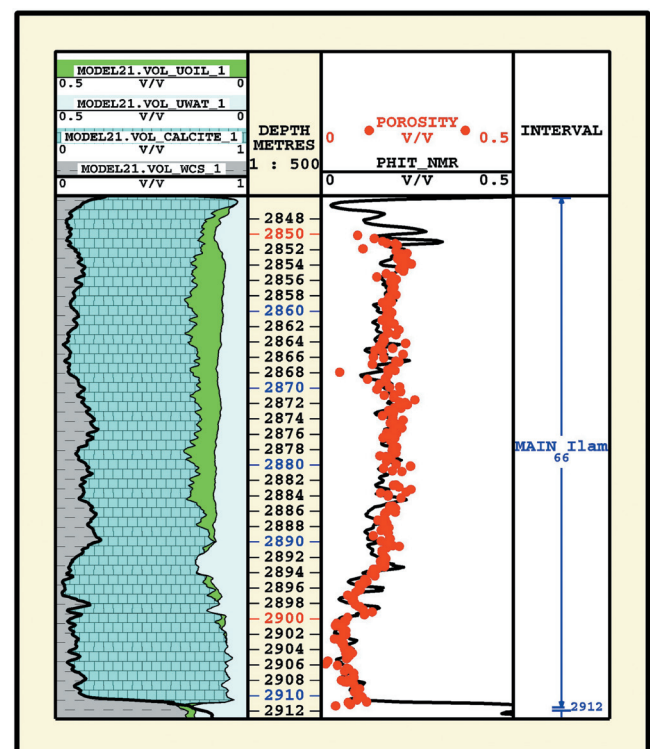 MODEL21.VOL_UOIL_1
0.5 V/V 0
MODEL21.VOL_UWAT_1
0.5 V/V 0
MODEL21.VOL_CALCITE_1
0 V/V 1
MODEL21.VOL_WCS_1
0 V/V 1
DEPTH
METRES
1 : 500
POROSITY
0 V/V 0.5
PHIT_NMR
0 V/V 0.5
INTERVAL
2848
2850
2852
2854
2856
2858
2860
2862
2864
2866
2868
2870
2872
2874
2876
2878
2880
2882
2884
2886
2888
2890
2892
2894
2896
2898
2900
2902
2904
2906
2908
2910
2912
MAIN Ilam
66
2912